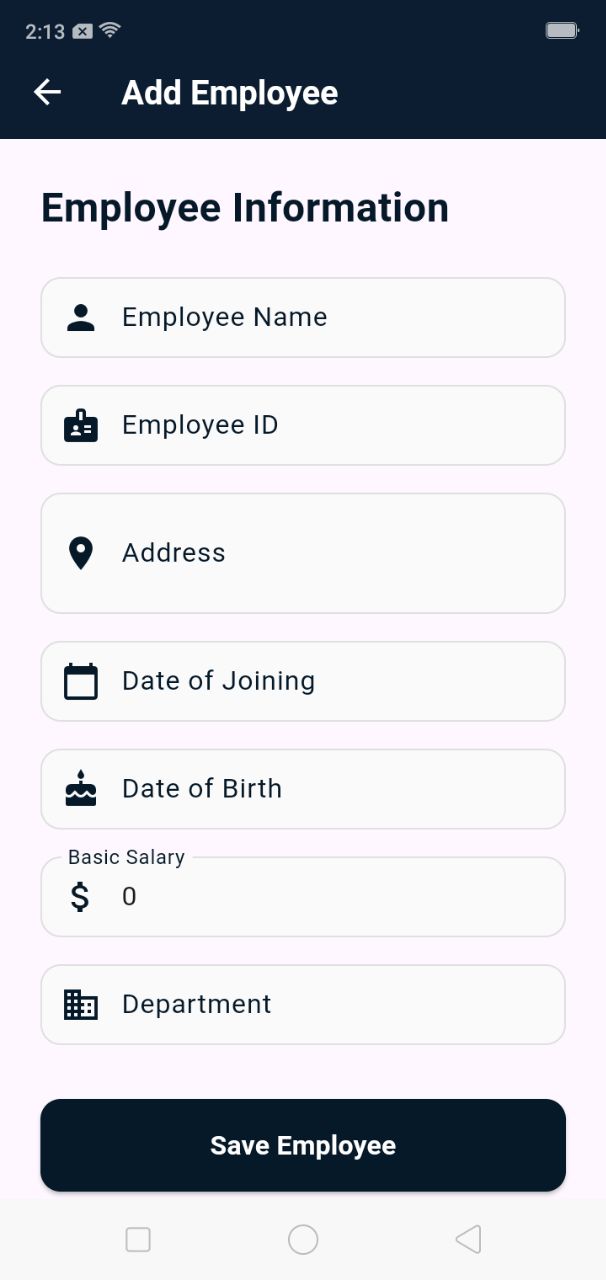 2:13
Add Employee
Employee Information
Employee Name
Employee ID
Address
Date of Joining
Date of Birth
Basic Salary
$ 0
Department
Save Employee